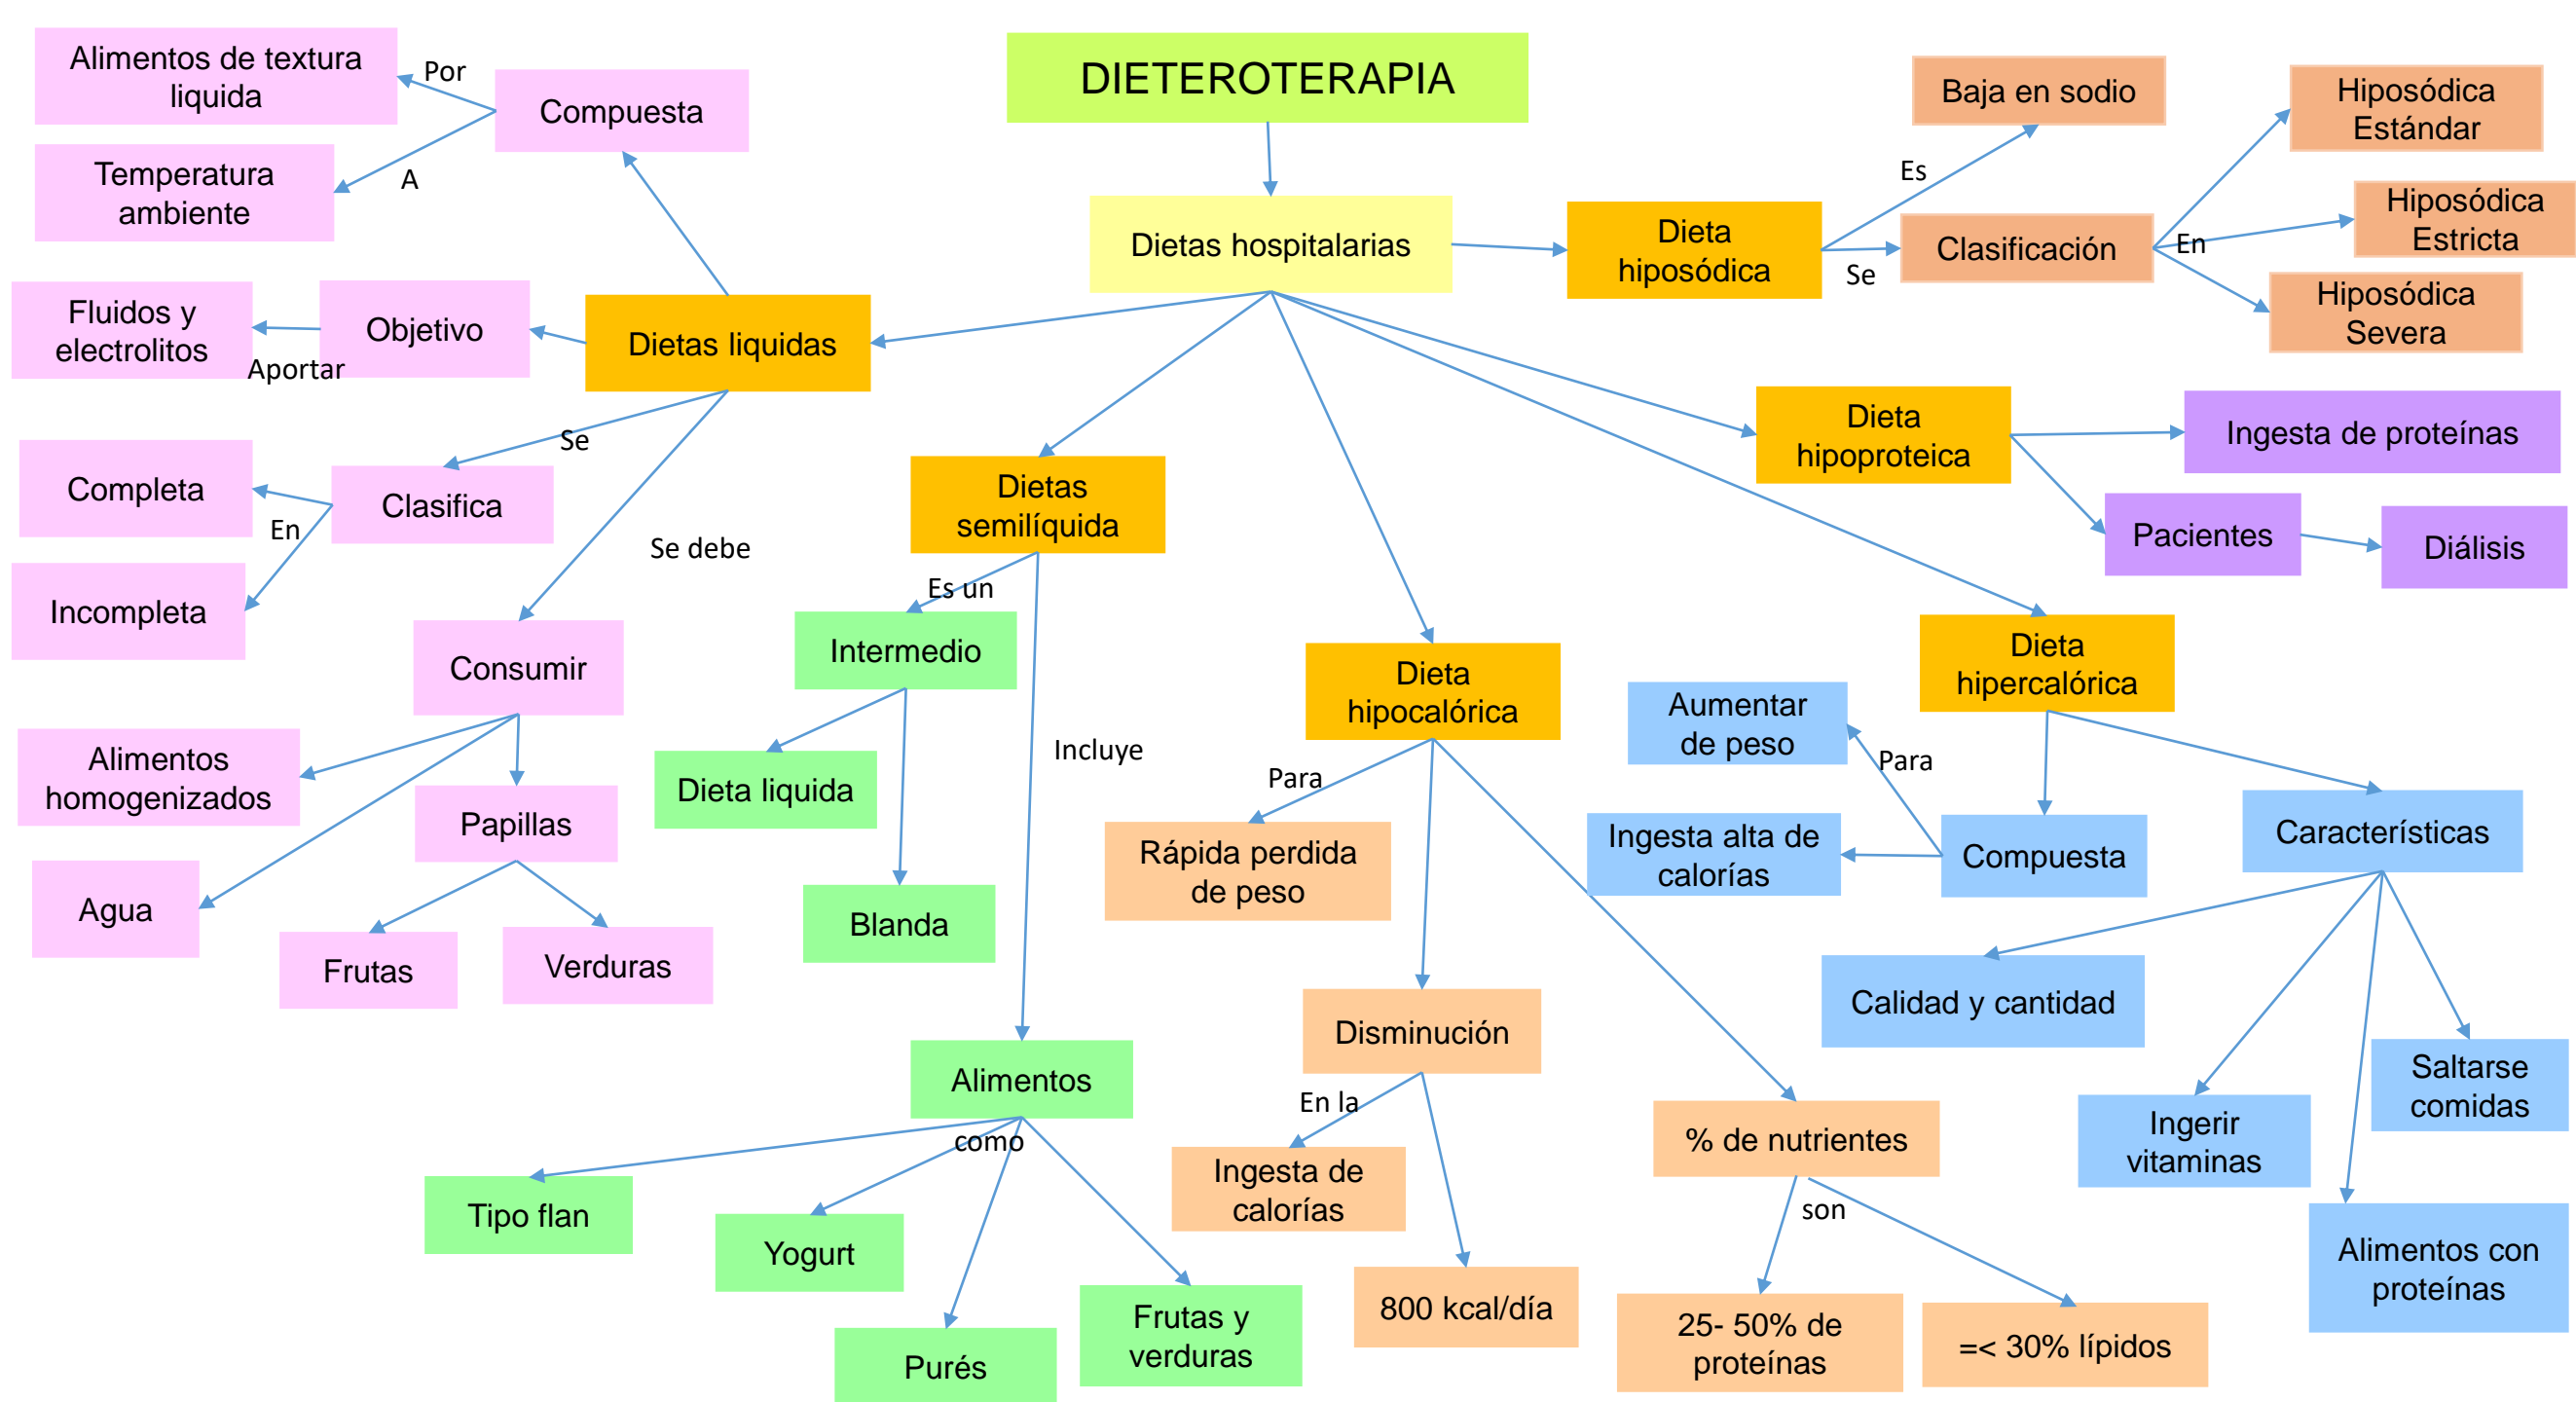 DIETEROTERAPIA
Alimentos de textura
liquida
Por
Compuesta
Temperatura
ambiente
A
Baja en sodio
Hiposódica
Estándar
Es
Dietas hospitalarias
Dieta
hiposódica
Se
Clasificación
En
Hiposódica
Estricta
Hiposódica
Severa
Fluidos y
electrolitos
Aportar
Objetivo
Dietas liquidas
Se
Completa
En
Clasifica
Incompleta
Se debe
Consumir
Alimentos
homogenizados
Papillas
Agua
Frutas
Verduras
Dietas
semilíquida
Es un
Intermedio
Dieta liquida
Blanda
Incluye
Alimentos
como
Tipo flan
Yogurt
Purés
Frutas y
verduras
Dieta
hipocalórica
Para
Rápida perdida
de peso
Disminución
En la
Ingesta de
calorías
800 kcal/día
% de nutrientes
son
25- 50% de
proteínas
=< 30% lípidos
Dieta
hipoproteica
Ingesta de proteínas
Pacientes
Diálisis
Dieta
hipercalórica
Aumentar
de peso
Para
Ingesta alta de
calorías
Compuesta
Características
Calidad y cantidad
Ingerir
vitaminas
Saltarse
comidas
Alimentos con
proteínas